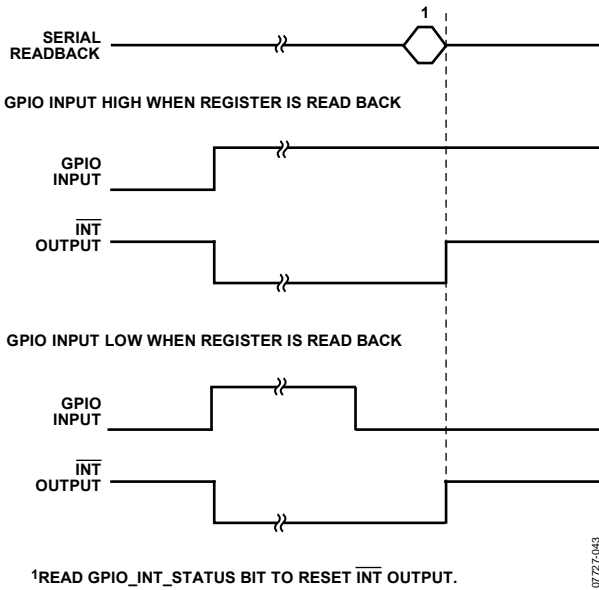 1
SERIAL
READBACK
GPIO INPUT HIGH WHEN REGISTER IS READ BACK
GPIO
INPUT
INT
OUTPUT
GPIO INPUT LOW WHEN REGISTER IS READ BACK
GPIO
INPUT
INT
OUTPUT
1READ GPIO_INT_STATUS BIT TO RESET INT OUTPUT.
07727-043